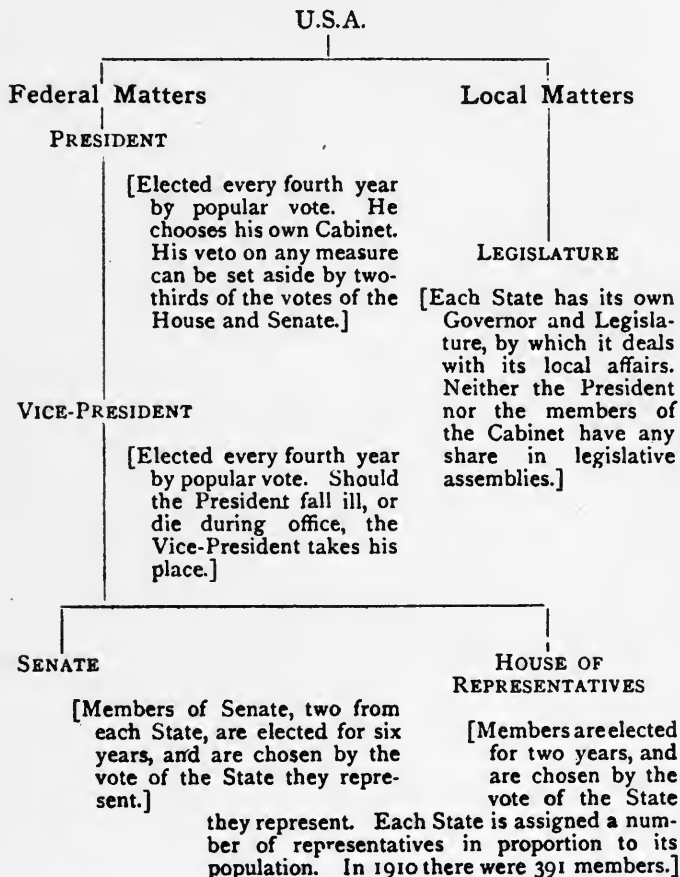 U.S.A.
Federal Matters
PRESIDENT
[Elected every fourth year
by popular vote. He
chooses his own Cabinet.
His veto on any measure
can be set aside by two-
thirds of the votes of the
House and Senate.]
VICE-PRESIDENT
[Elected every fourth year
by popular vote. Should
the President fall ill, or
die during office, the
Vice-President takes his
place.]
Local Matters
LEGISLATURE
[Each State has its own
Governor and Legisla-
ture, by which it deals
with its local affairs.
Neither the President
nor the members of
the Cabinet have any
share in legislative
assemblies.]
SENATE
[Members of Senate, two from
each State, are elected for six
years, and are chosen by the
vote of the State they repre-
sent.]
HOUSE OF
REPRESENTATIVES
[Members are elected
for two years, and
are chosen by the
vote of the State
they represent. Each State is assigned a num-
ber of representatives in proportion to its
population. In 1910 there were 391 members.]